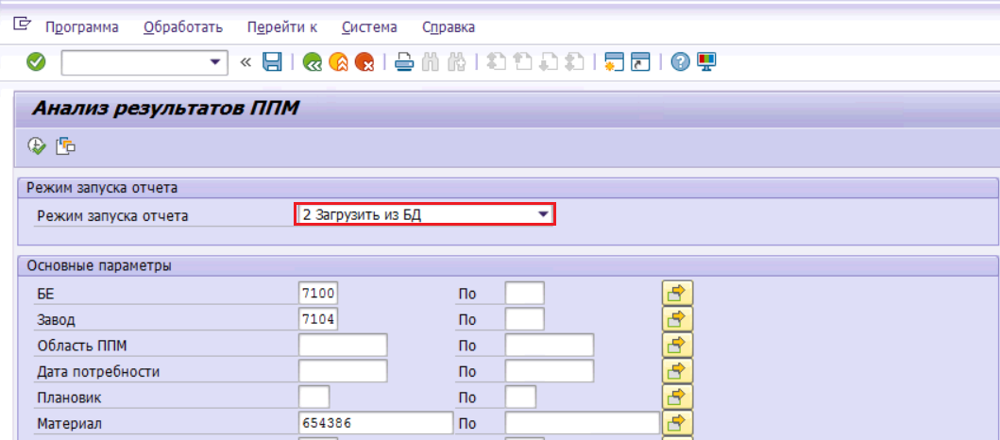 Программа Обработать Перейти к Система Справка
«
Анализ результатов ППМ
Режим запуска отчета
Режим запуска отчета 2 Загрузить из БД
Основные параметры
БЕ 7100 По
Завод 7104 По
Область ППМ По
Дата потребности По
Плановик По
Материал 654386 По